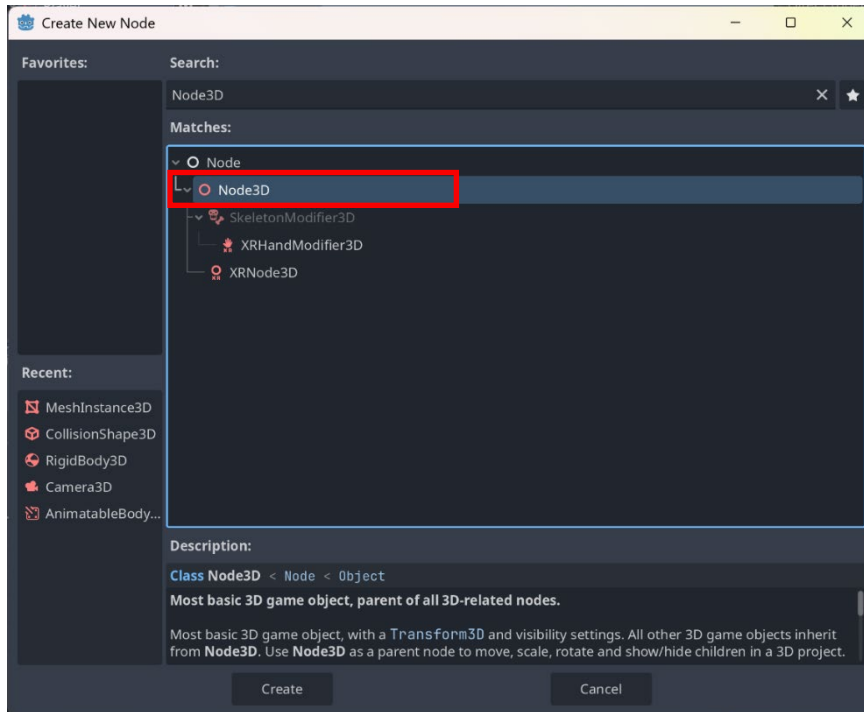 Create New Node
Favorites:
Search:
Node3D
Matches:
Node
Node3D
SkeletonModifier3D
XRHandModifier3D
XRNode3D
Recent:
MeshInstance3D
CollisionShape3D
RigidBody3D
Camera3D
AnimatableBody...
Description:
Class Node3D < Node < Object
Most basic 3D game object, parent of all 3D-related nodes.
Most basic 3D game object, with a Transform3D and visibility settings. All other 3D game objects inherit
from Node3D. Use Node3D as a parent node to move, scale, rotate and show/hide children in a 3D project.
Create
Cancel